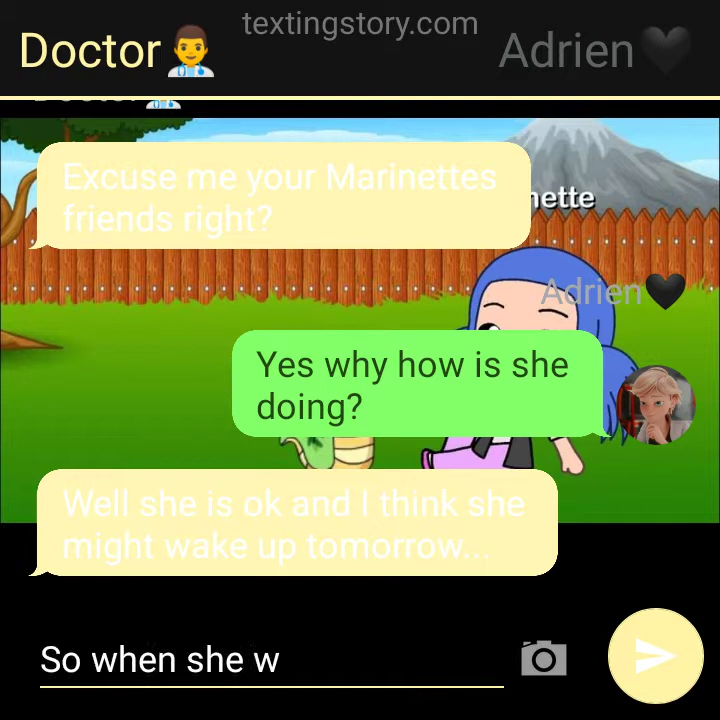 textingstory.com
Doctor👨‍⚕️
Adrien🖤
Excuse me your Marinettes
friends right?
nette
Adrien🖤
Yes why how is she
doing?
Well she is ok and I think she
might wake up tomorrow...
So when she w